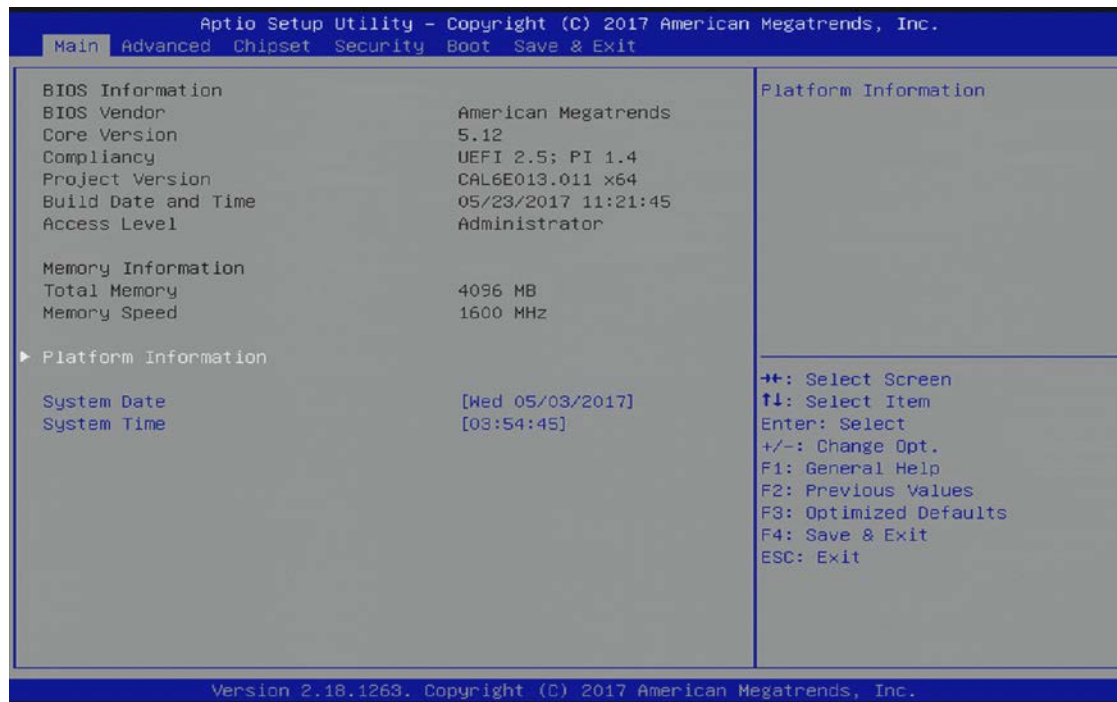 Aptio Setup Utility – Copyright (C) 2017 American Megatrends, Inc.
Main Advanced Chipset Security Boot Save & Exit
BIOS Information
BIOS Vendor American Megatrends
Core Version 5.12
Compliancy UEFI 2.5; PI 1.4
Project Version CAL6E013.011 x64
Build Date and Time 05/23/2017 11:21:45
Access Level Administrator
Memory Information
Total Memory 4096 MB
Memory Speed 1600 MHz
▶ Platform Information
System Date [Wed 05/03/2017]
System Time [03:54:45]
Platform Information
→←: Select Screen
↑↓: Select Item
Enter: Select
+/-: Change Opt.
F1: General Help
F2: Previous Values
F3: Optimized Defaults
F4: Save & Exit
ESC: Exit
Version 2.18.1263. Copyright (C) 2017 American Megatrends, Inc.